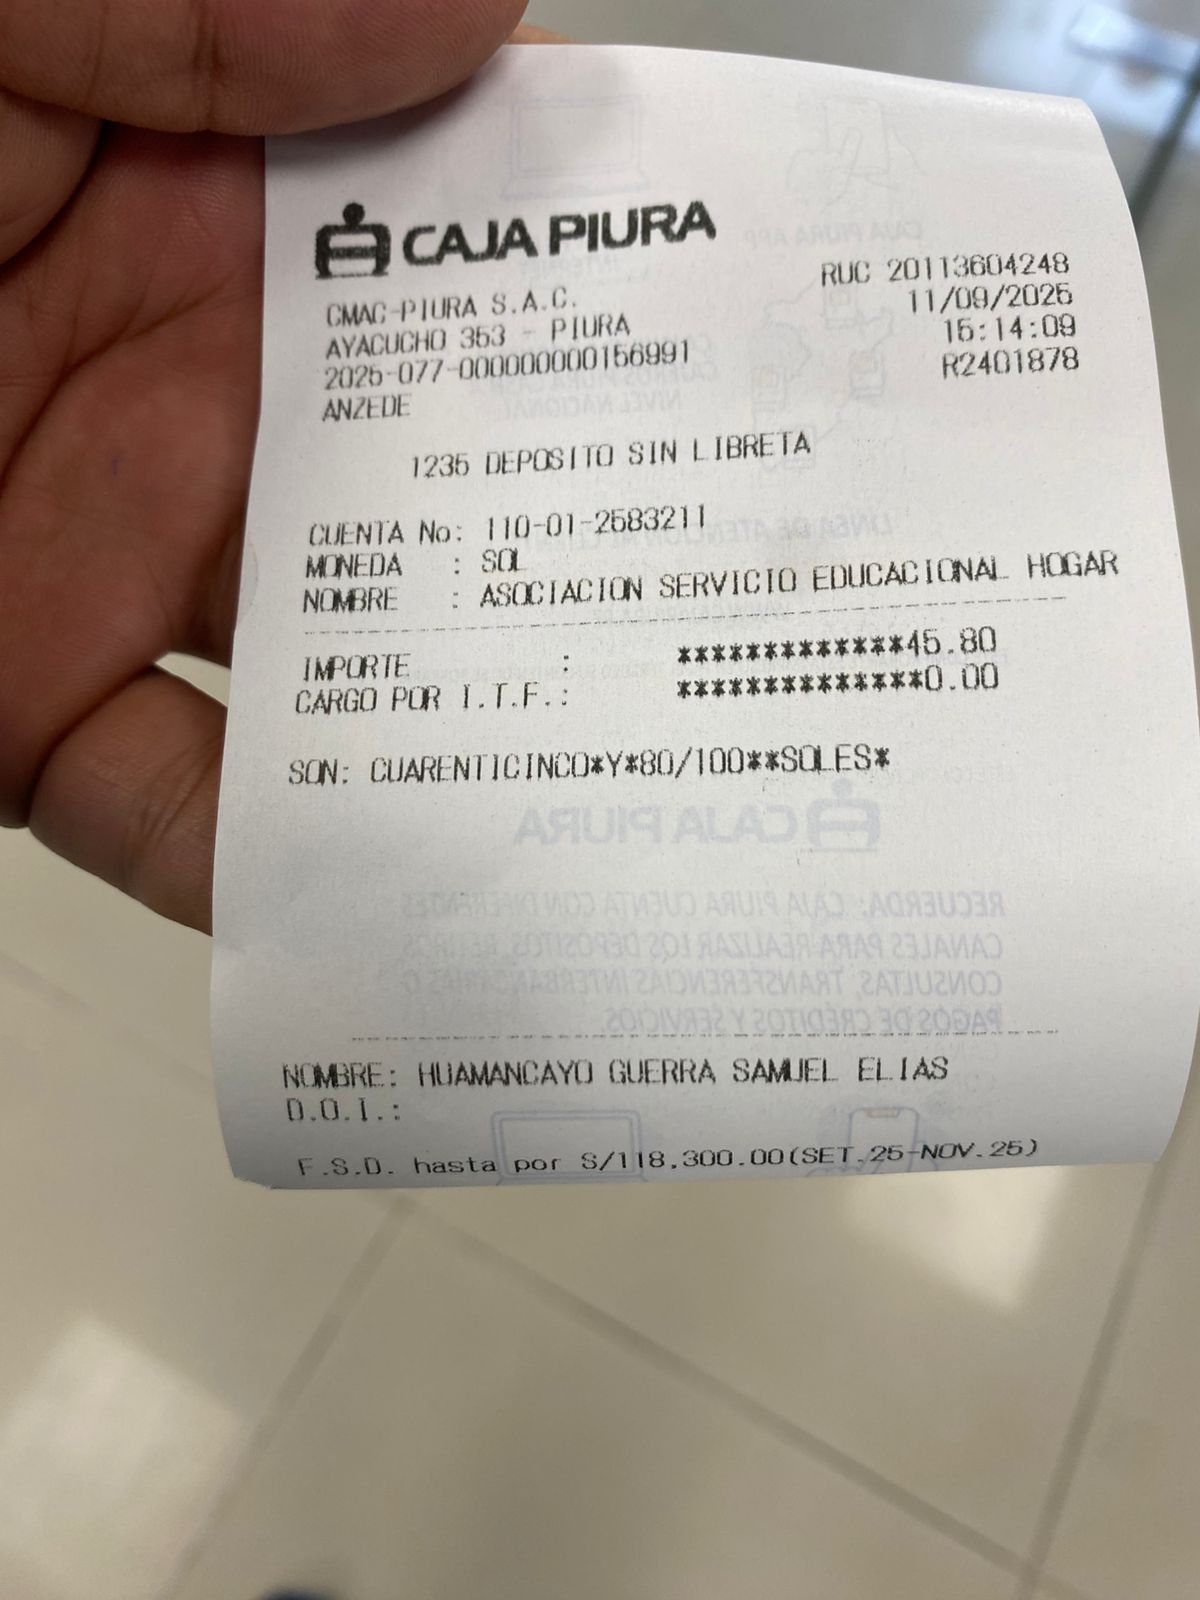 CAJA PIURA
RUC 20113604248
CMAC-PIURA S.A.C.
11/09/2025
AYACUCHO 353 - PIURA
15:14:09
2025-077-000000000156991
R2401878
ANZEDE
1235 DEPOSITO SIN LIBRETA
CUENTA No: 110-01-2583211
MONEDA : SOL
NOMBRE : ASOCIACION SERVICIO EDUCACIONAL HOGAR
IMPORTE : *************45.80
CARGO POR I.T.F.: **************0.00
SON: CUARENTICINCO*Y*80/100**SOLES*
CAJA PIURA
RECUERDA: CAJA PIURA CUENTA CON DIFERENTES
CANALES PARA REALIZAR LOS DEPÓSITOS, RETIROS,
CONSULTAS, TRANSFERENCIAS INTERBANCARIAS O
PAGOS DE CRÉDITOS Y SERVICIOS.
NOMBRE: HUAMANCAYO GUERRA SAMUEL ELIAS
D.O.I.:
F.S.D. hasta por S/118,300.00(SET.25-NOV.25)